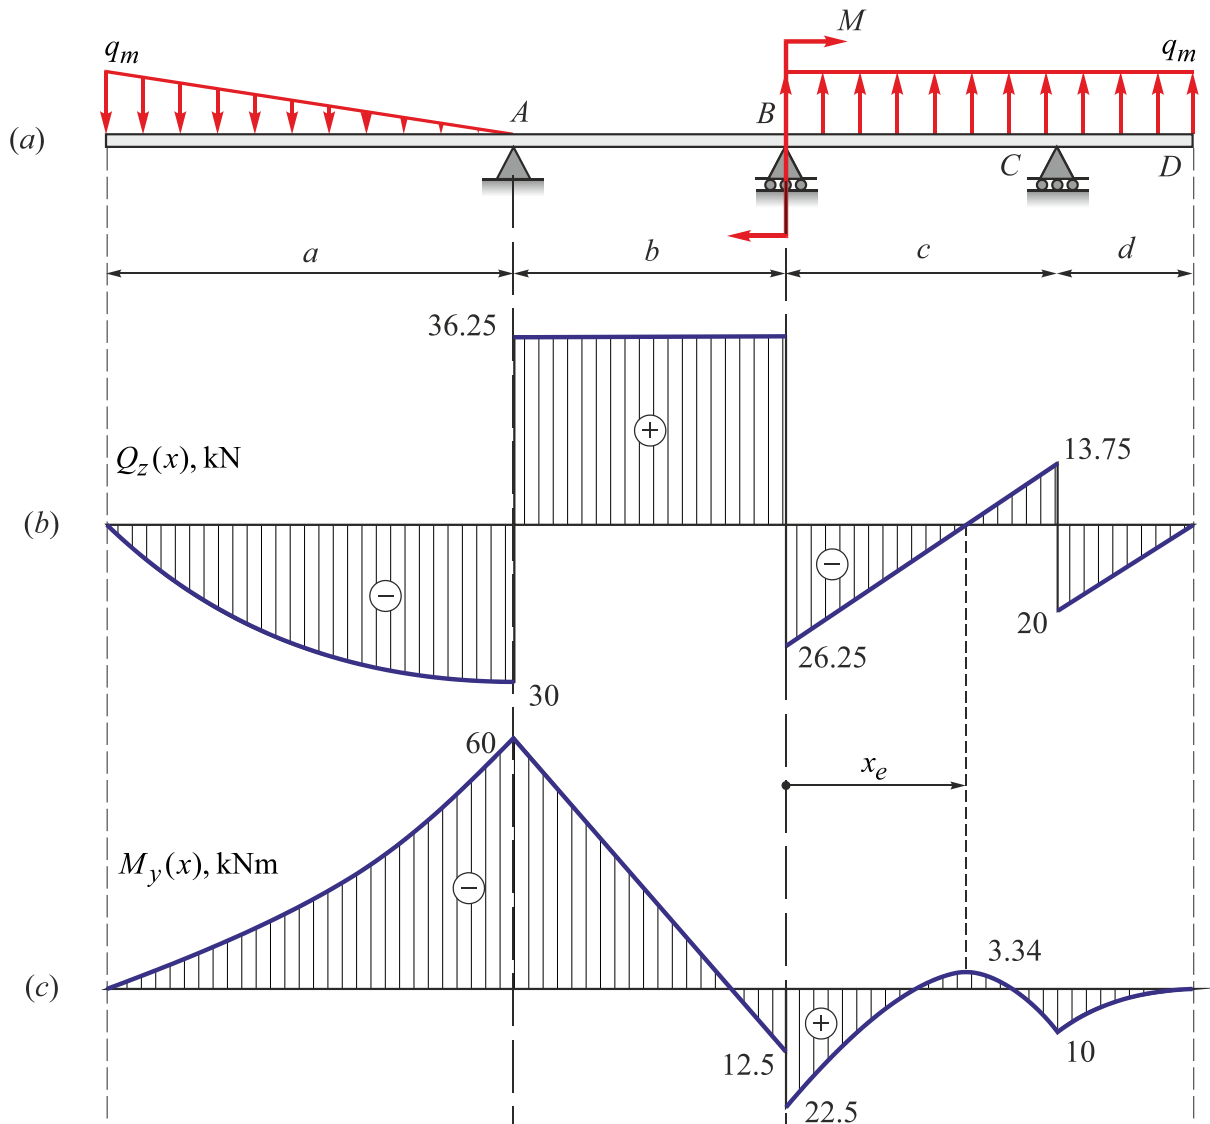 M
q_m q_m
A B
(a)
C D
a b c d
36.25
13.75
+
Q_z(x), kN
(b)
−
−
20
26.25
30
60
x_e
M_y(x), kNm
−
3.34
(c)
+
10
12.5
22.5